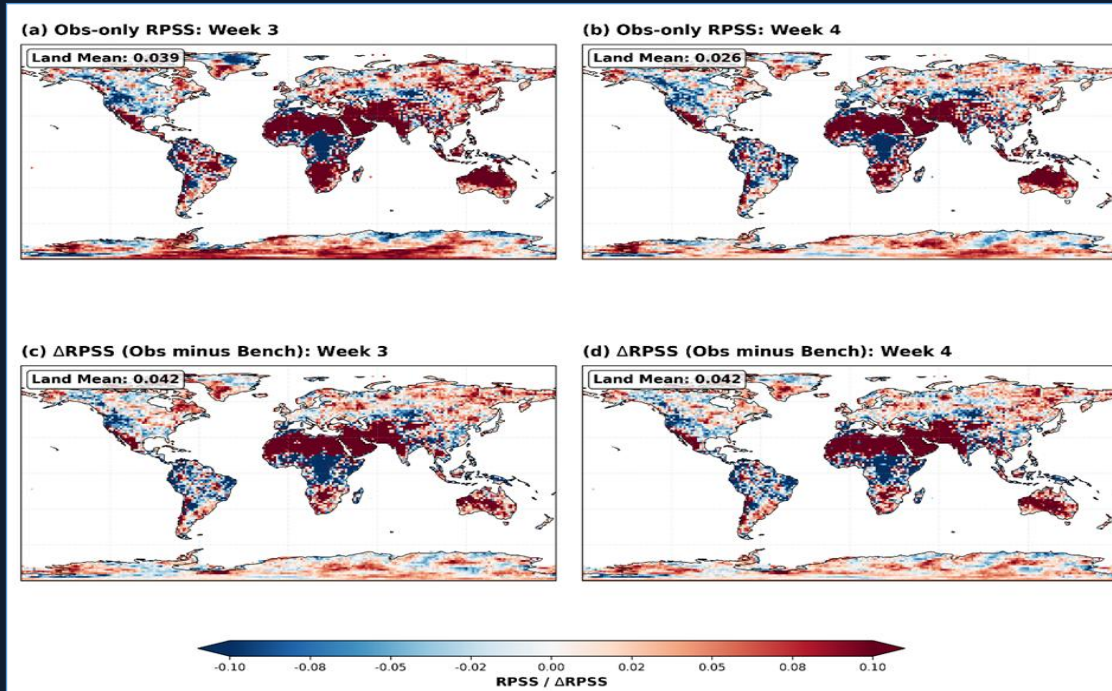 (a) Obs-only RPSS: Week 3
Land Mean: 0.039
(b) Obs-only RPSS: Week 4
Land Mean: 0.026
(c) ΔRPSS (Obs minus Bench): Week 3
Land Mean: 0.042
(d) ΔRPSS (Obs minus Bench): Week 4
Land Mean: 0.042
-0.10 -0.08 -0.05 -0.02 0.00 0.02 0.05 0.08 0.10
RPSS / ΔRPSS